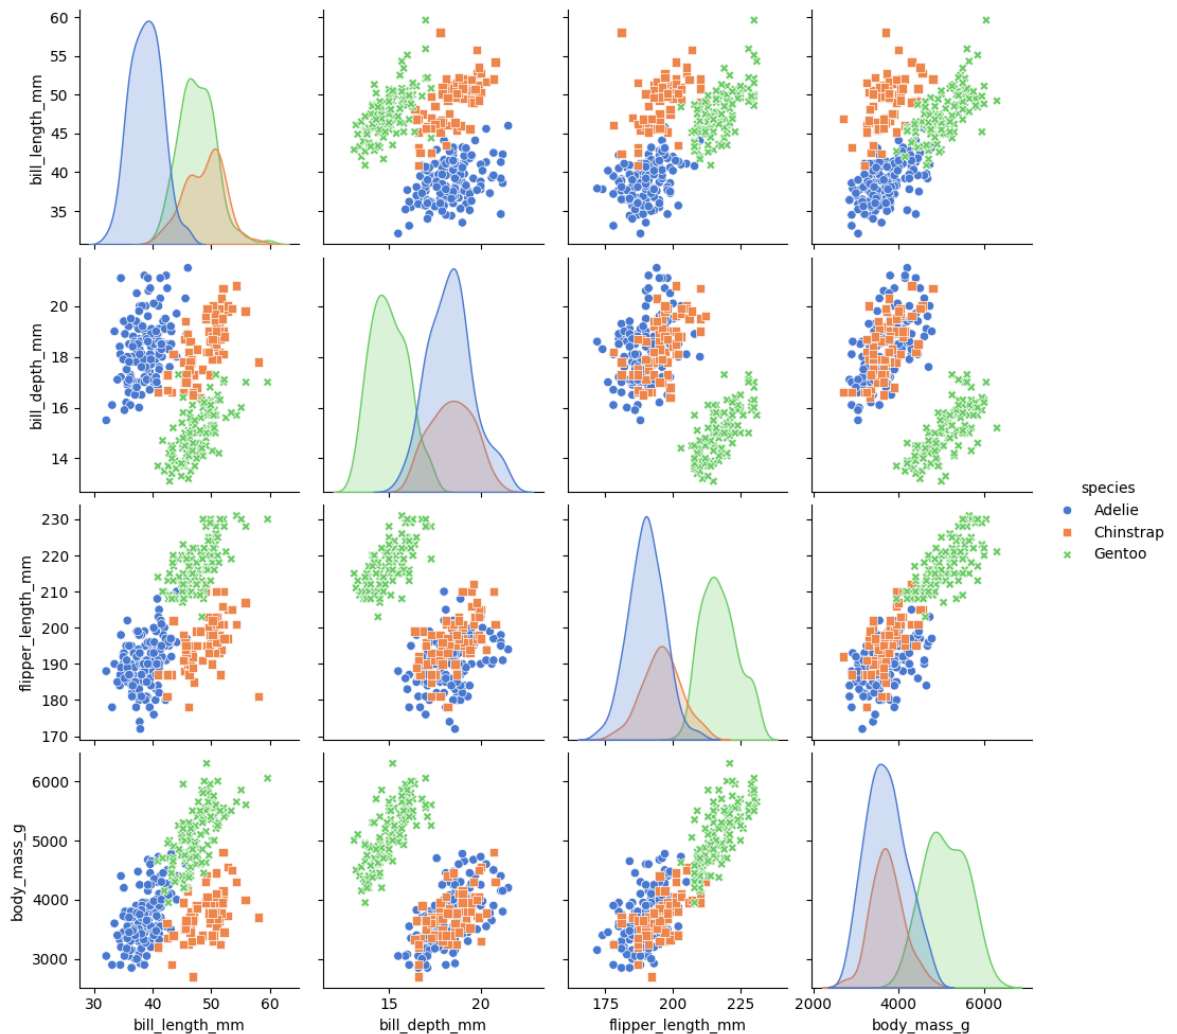 60
55
50
45
40
35
bill_length_mm
20
18
16
14
bill_depth_mm
230
220
210
200
190
180
170
flipper_length_mm
6000
5000
4000
3000
body_mass_g
30 40 50 60
bill_length_mm
15 20
bill_depth_mm
175 200 225
flipper_length_mm
2000 4000 6000
body_mass_g
species
Adelie
Chinstrap
Gentoo